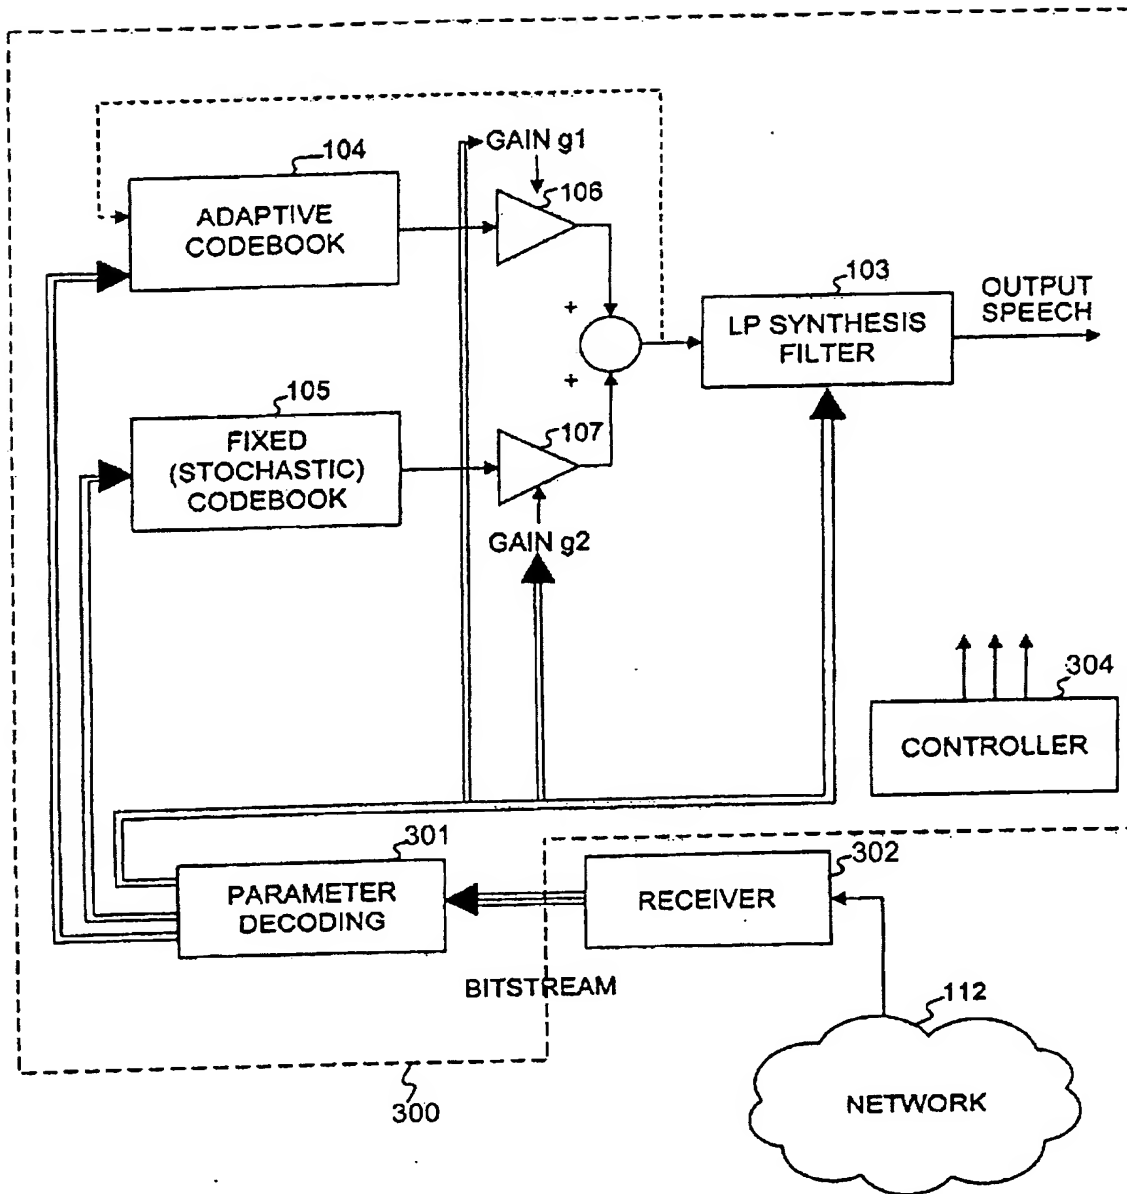 GAIN g1
104
106
ADAPTIVE
CODEBOOK
103
OUTPUT
SPEECH
+
LP SYNTHESIS
FILTER
+
105
107
FIXED
(STOCHASTIC)
CODEBOOK
GAIN g2
304
CONTROLLER
301
302
PARAMETER
DECODING
RECEIVER
BITSTREAM
112
300
NETWORK